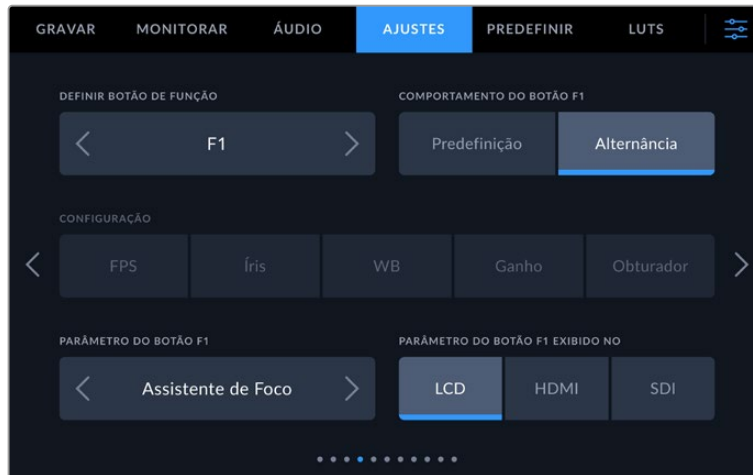 GRAVAR MONITORAR ÁUDIO AJUSTES PREDEFINIR LUTS
DEFINIR BOTÃO DE FUNÇÃO COMPORTAMENTO DO BOTÃO F1
F1 Predefinição Alternância
CONFIGURAÇÃO
FPS Íris WB Ganho Obturador
PARÂMETRO DO BOTÃO F1 PARÂMETRO DO BOTÃO F1 EXIBIDO NO
Assistente de Foco LCD HDMI SDI